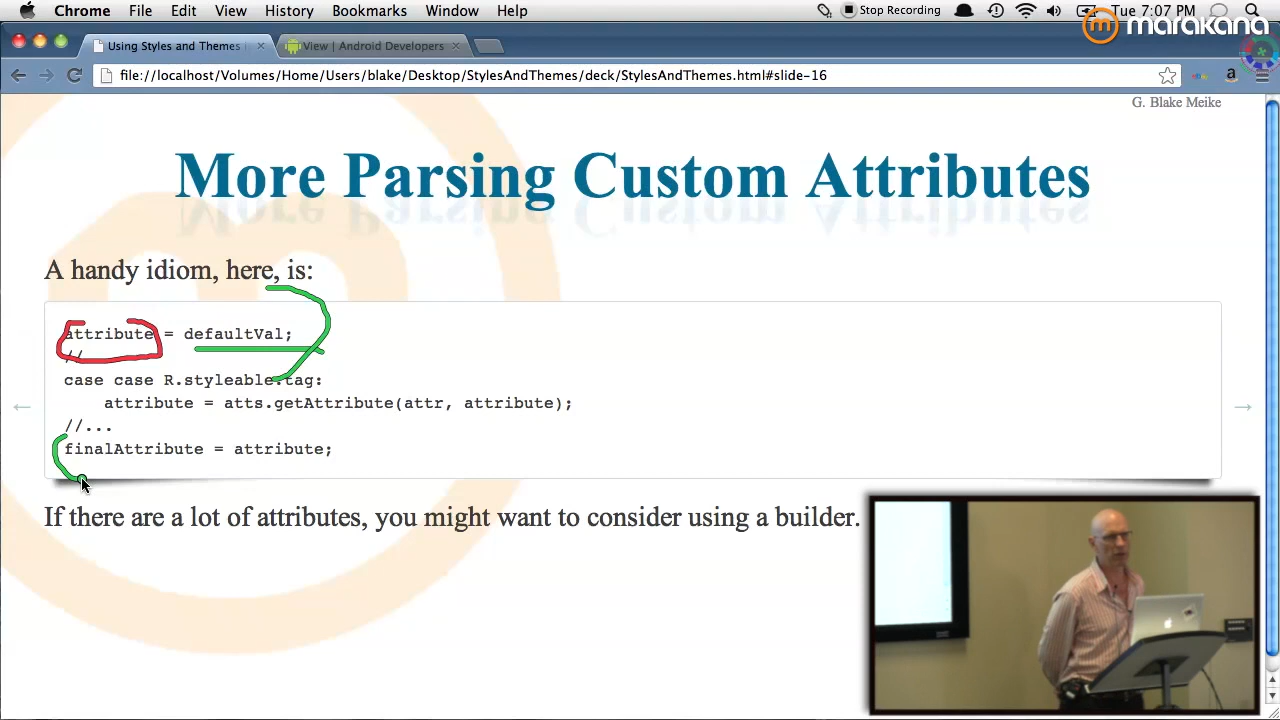 Chrome File Edit View History Bookmarks Window Help Stop Recording Tue 7:07 PM
marakana
Using Styles and Themes View | Android Developers
file://localhost/Volumes/Home/Users/blake/Desktop/StylesAndThemes/deck/StylesAndThemes.html#slide-16
G. Blake Meike
More Parsing Custom Attributes
A handy idiom, here, is:
attribute = defaultVal;
//
case case R.styleable.tag:
attribute = atts.getAttribute(attr, attribute);
//...
finalAttribute = attribute;
If there are a lot of attributes, you might want to consider using a builder.